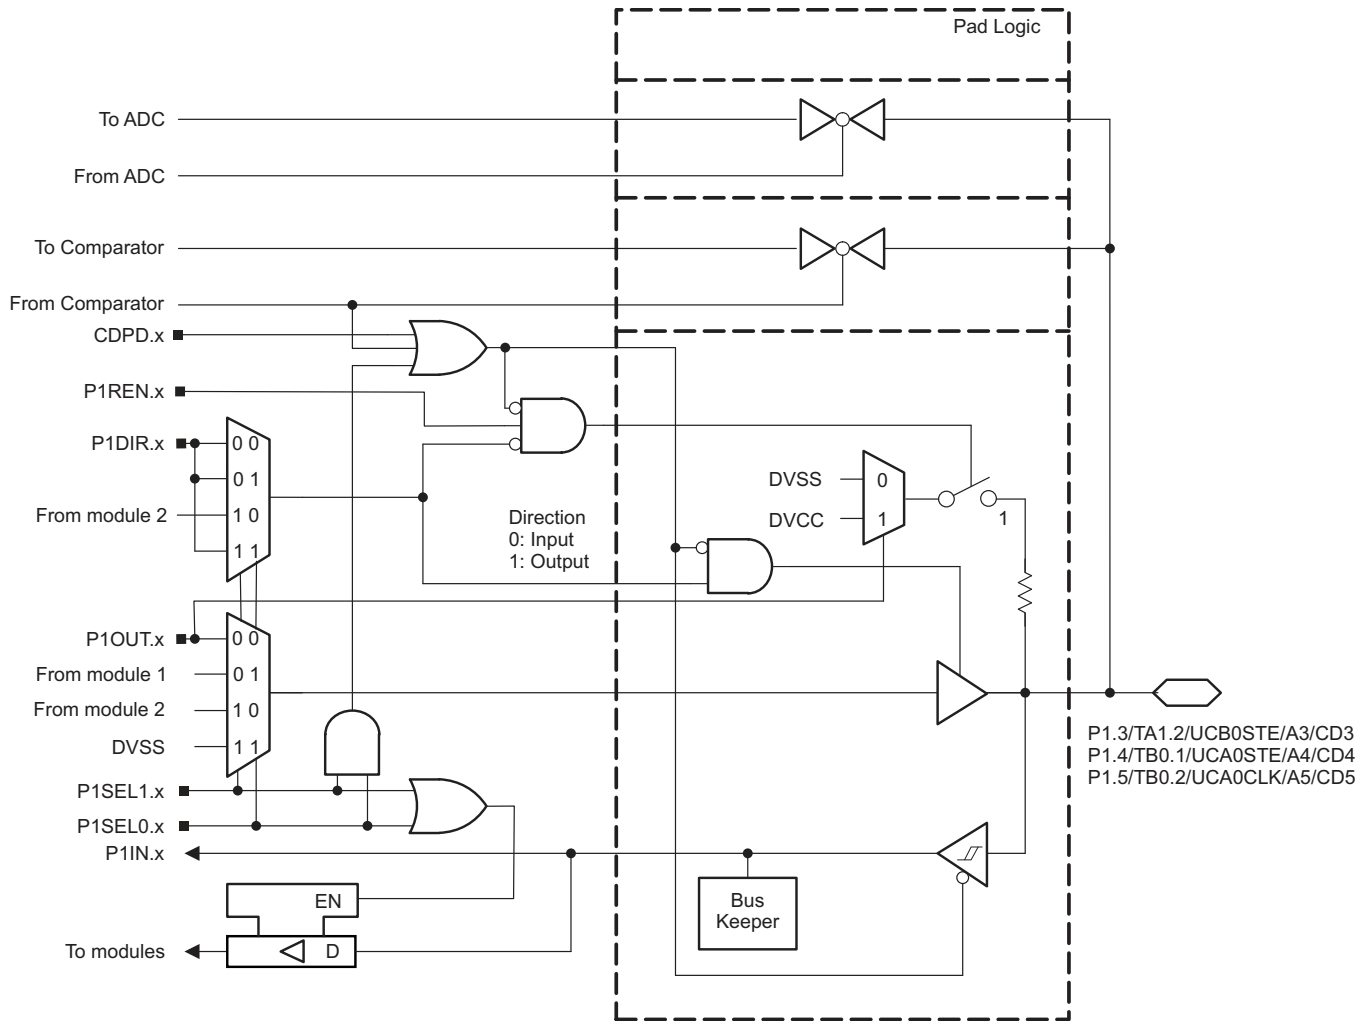 Pad Logic
To ADC
From ADC
To Comparator
From Comparator
CDPD.x
P1REN.x
P1DIR.x
0 0
0 1
From module 2
1 0
1 1
Direction
0: Input
1: Output
DVSS
0
DVCC
1
1
P1OUT.x
0 0
From module 1
0 1
From module 2
1 0
DVSS
1 1
P1.3/TA1.2/UCB0STE/A3/CD3
P1.4/TB0.1/UCA0STE/A4/CD4
P1.5/TB0.2/UCA0CLK/A5/CD5
P1SEL1.x
P1SEL0.x
P1IN.x
Bus
Keeper
EN
To modules
D